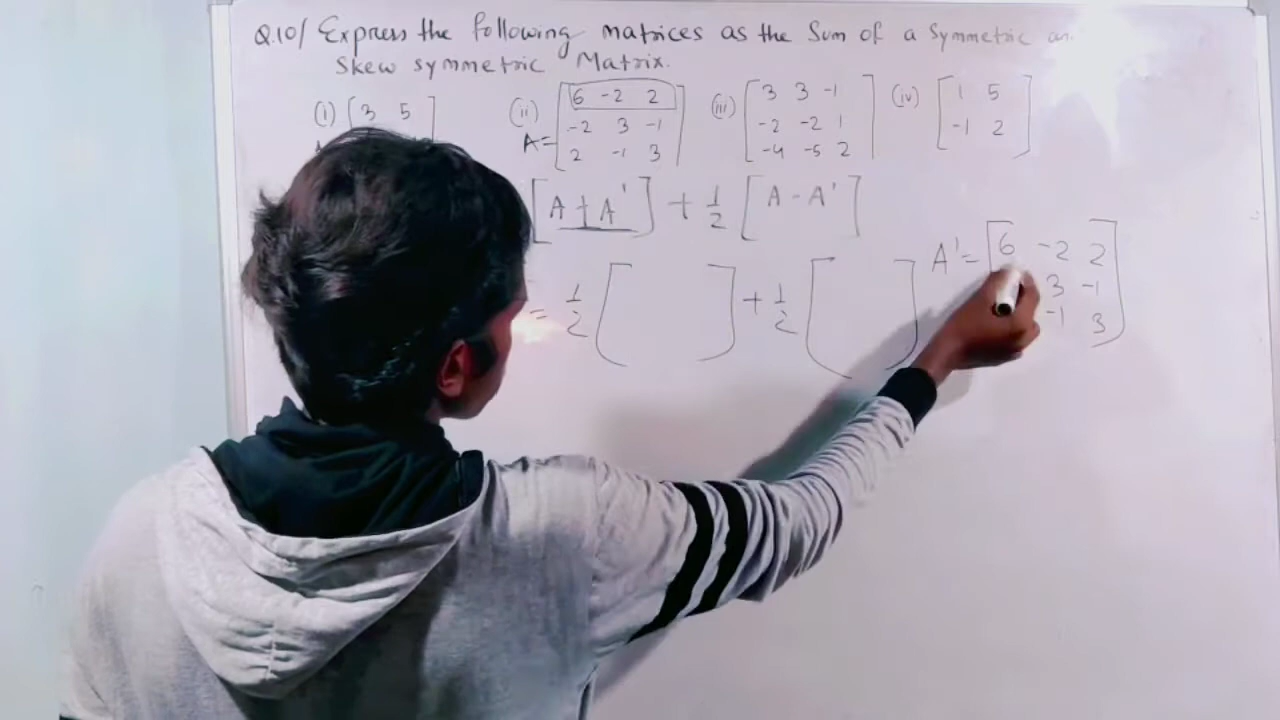 Q.10/ Express the following matrices as the Sum of a Symmetric
Skew symmetric Matrix.
(i) [3 5] (ii) [6 -2 2] (iii) [3 3 -1] (iv) [1 5]
A= -2 3 -1 -2 -2 1 -1 2
2 -1 3 -4 -5 2
[A + A'] + 1/2 [A - A']
A' = [6 -2 2]
= 1/2 [ ] + 1/2 [ ] 3 -1
-1 3